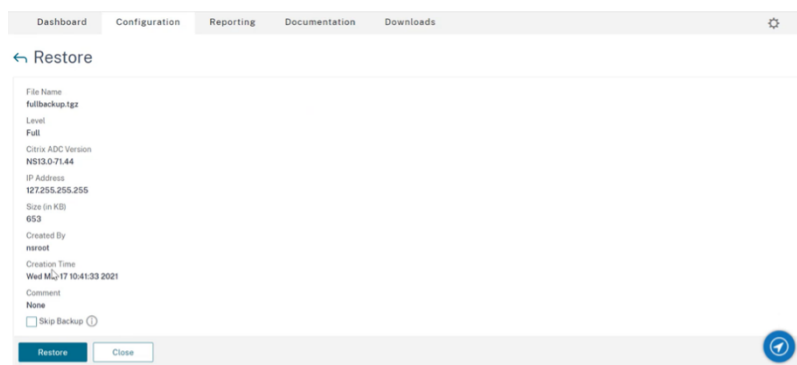 Dashboard Configuration Reporting Documentation Downloads
Restore
File Name
fullbackup.tgz
Level
Full
Citrix ADC Version
NS13.0-71.44
IP Address
127.255.255.255
Size (in KB)
653
Created By
nsroot
Creation Time
Wed 17 10:41:33 2021
Comment
None
Skip Backup
Restore Close